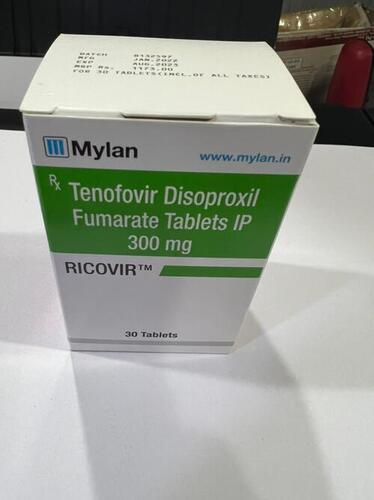 BATCH 8132597
MFG JAN.2022
EXP AUG.2023
MRP Rs. 1173.00
FOR 30 TABLETS(INCL.OF ALL TAXES)
Mylan
www.mylan.in
Rx
Tenofovir Disoproxil
Fumarate Tablets IP
300 mg
RICOVIR™
30 Tablets